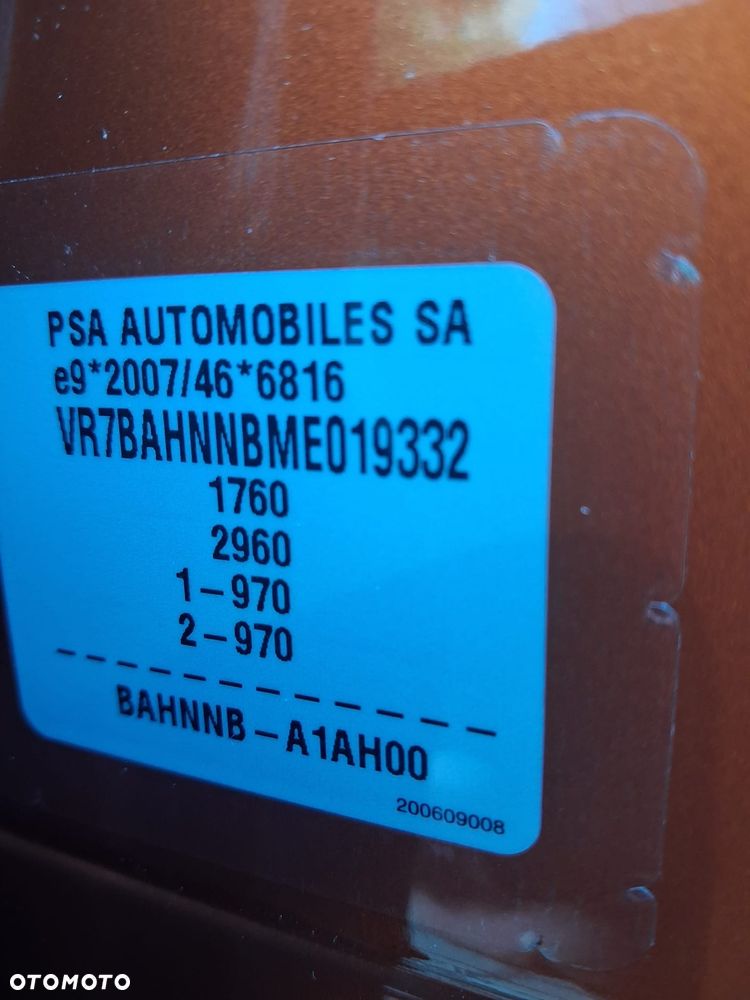 PSA AUTOMOBILES SA
e9*2007/46*6816
VR7BAHNNBME019332
1760
2960
1-970
2-970
BAHNNB-A1AH00
200609008
OTOMOTO